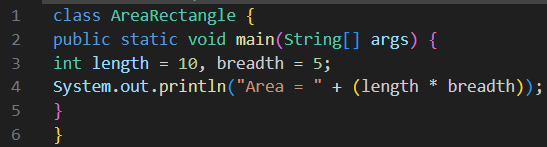 1 class AreaRectangle {
2 public static void main(String[] args) {
3 int length = 10, breadth = 5;
4 System.out.println("Area = " + (length * breadth));
5 }
6 }